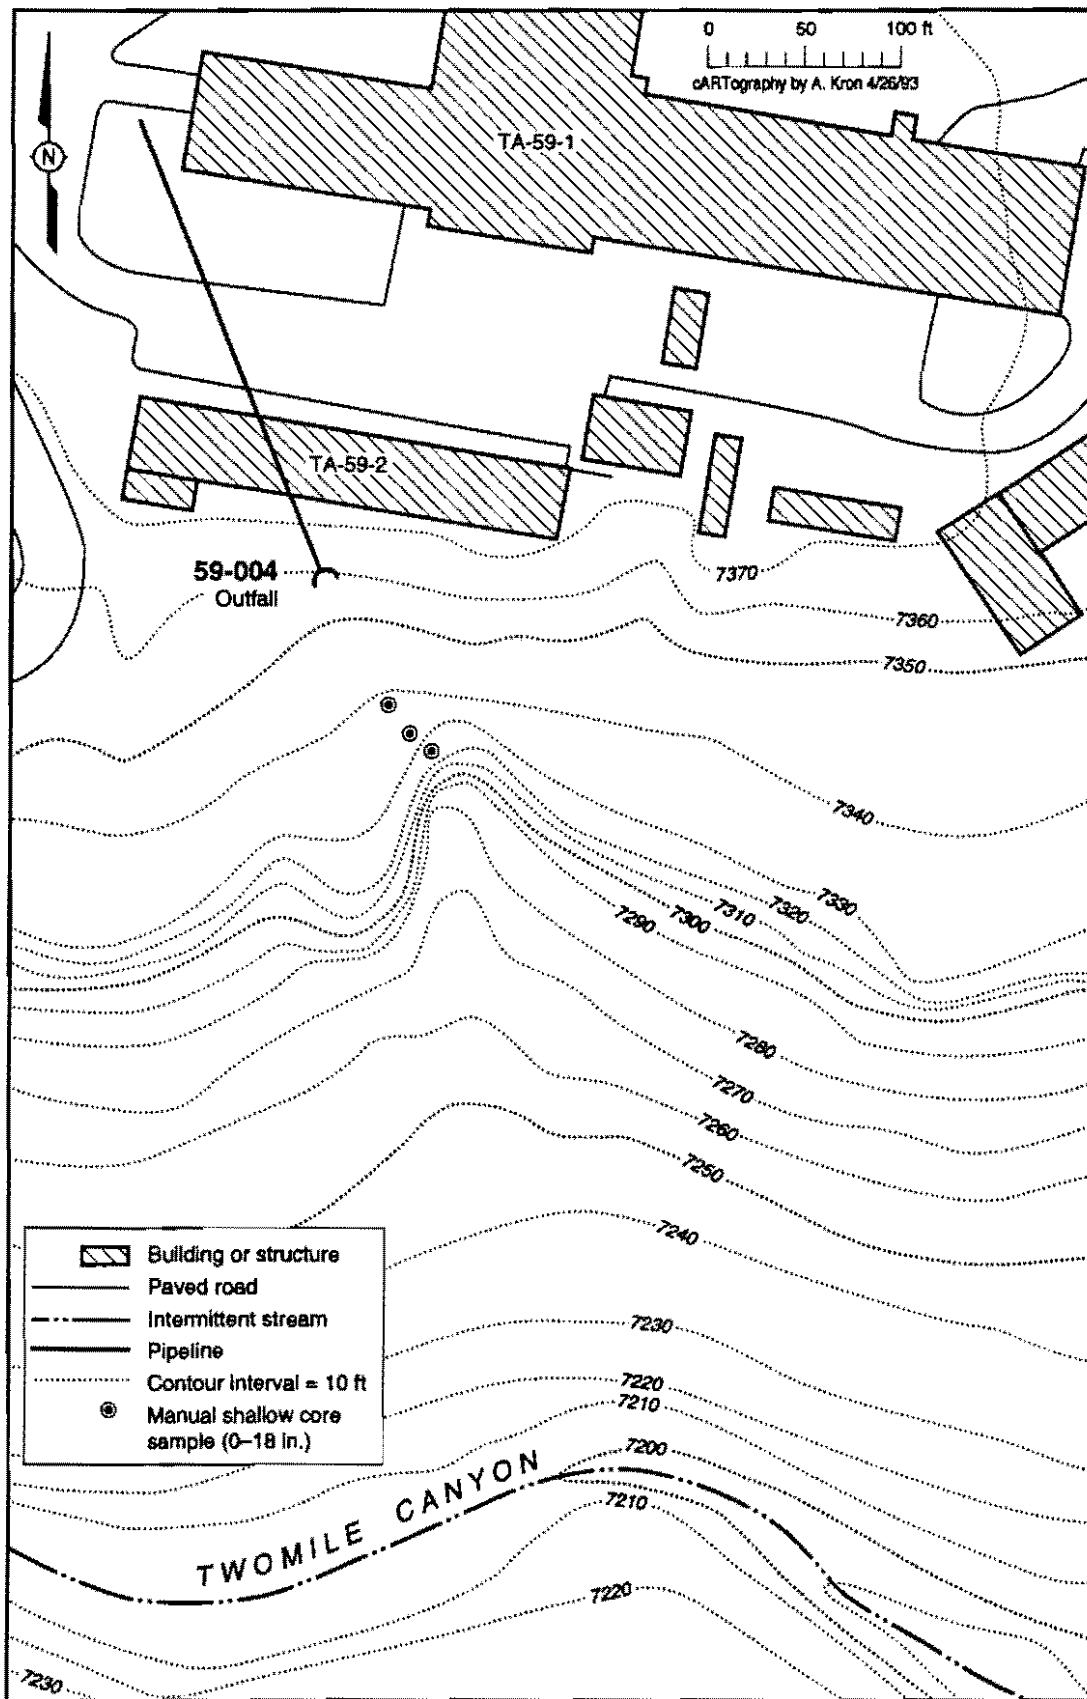 0 50 100 ft
cARTography by A. Kron 4/26/93
N
TA-59-1
TA-59-2
59-004
Outfall
7370
7360
7350
7340
7330
7320
7310
7300
7290
7280
7270
7260
7250
7240
7230
7220
7210
7200
7210
7220
7230
Building or structure
Paved road
Intermittent stream
Pipeline
Contour interval = 10 ft
Manual shallow core
sample (0–18 in.)
TWOMILE CANYON